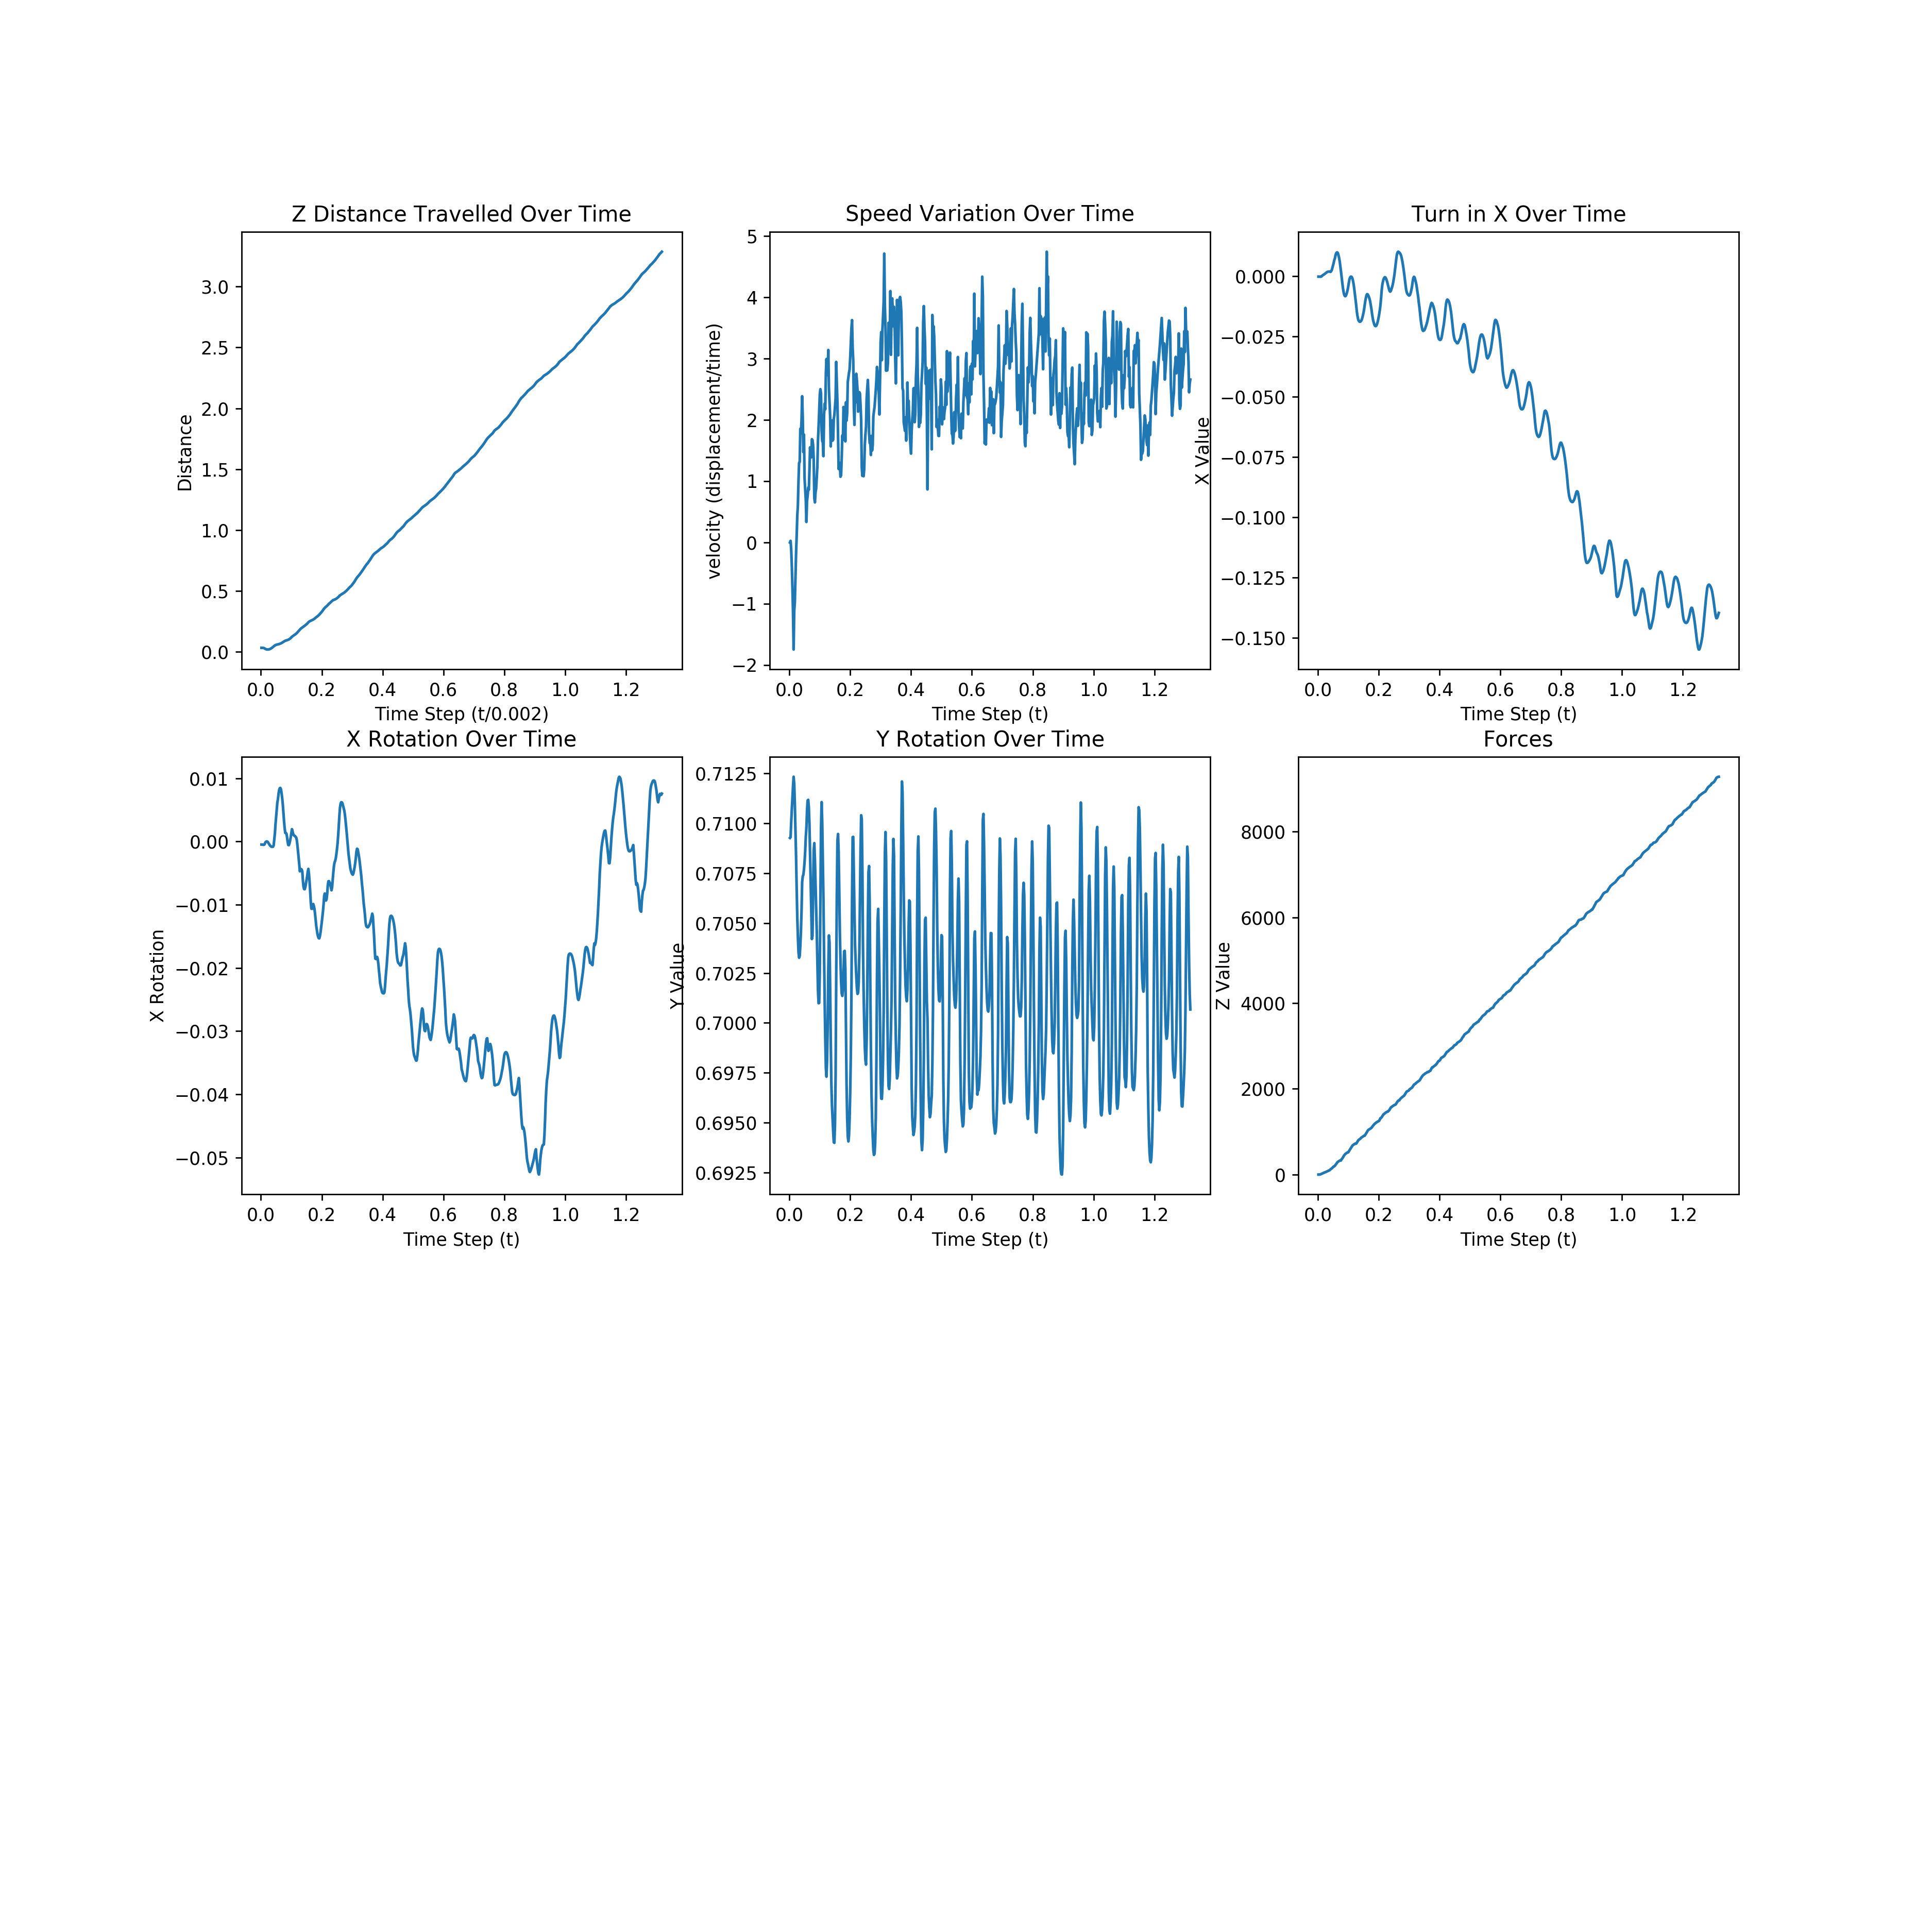 Z Distance Travelled Over Time
Speed Variation Over Time
Turn in X Over Time
Distance
3.0
2.5
2.0
1.5
1.0
0.5
0.0
0.0 0.2 0.4 0.6 0.8 1.0 1.2
Time Step (t/0.002)
velocity (displacement/time)
5
4
3
2
1
0
−1
−2
0.0 0.2 0.4 0.6 0.8 1.0 1.2
Time Step (t)
X Value
0.000
−0.025
−0.050
−0.075
−0.100
−0.125
−0.150
0.0 0.2 0.4 0.6 0.8 1.0 1.2
Time Step (t)
X Rotation Over Time
Y Rotation Over Time
Forces
X Rotation
0.01
0.00
−0.01
−0.02
−0.03
−0.04
−0.05
0.0 0.2 0.4 0.6 0.8 1.0 1.2
Time Step (t)
Y Value
0.7125
0.7100
0.7075
0.7050
0.7025
0.7000
0.6975
0.6950
0.6925
0.0 0.2 0.4 0.6 0.8 1.0 1.2
Time Step (t)
Z Value
8000
6000
4000
2000
0
0.0 0.2 0.4 0.6 0.8 1.0 1.2
Time Step (t)